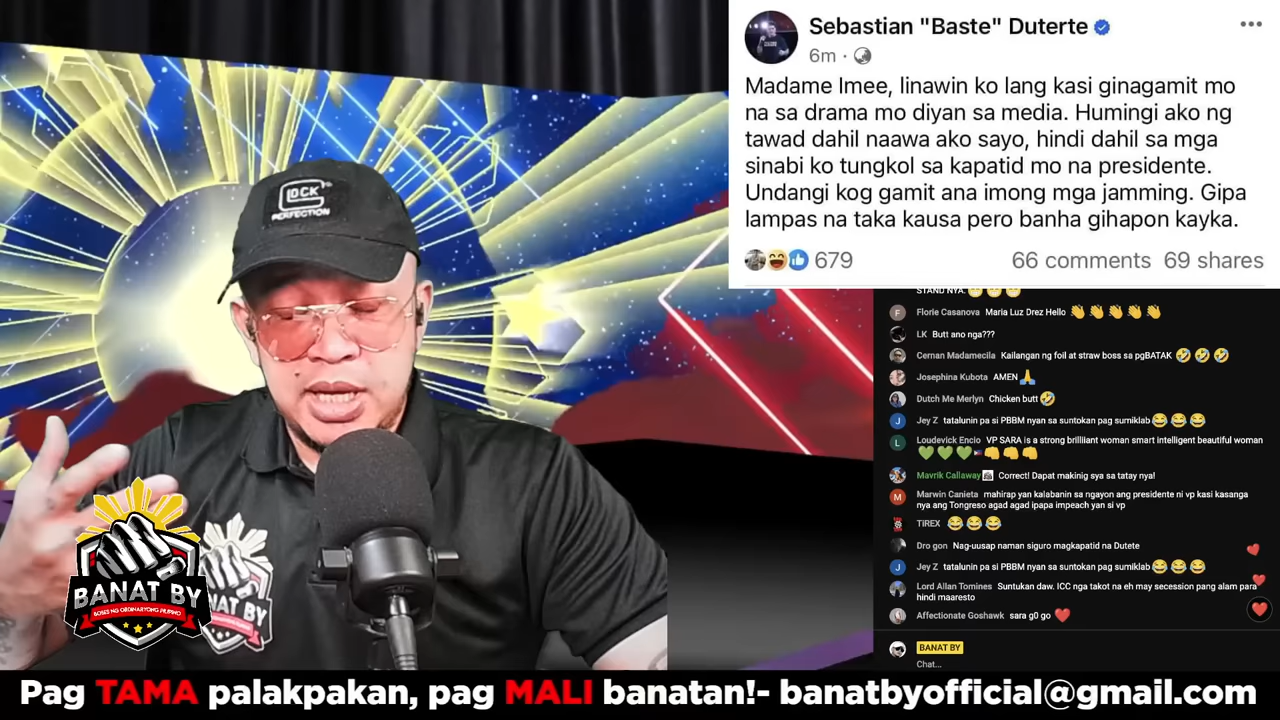 Sebastian "Baste" Duterte
6m
Madame Imee, linawin ko lang kasi ginagamit mo
na sa drama mo diyan sa media. Humingi ako ng
tawad dahil naawa ako sayo, hindi dahil sa mga
sinabi ko tungkol sa kapatid mo na presidente.
Undangi kog gamit ana imong mga jamming. Gipa
lampas na taka kausa pero banha gihapon kayka.
679
66 comments 69 shares
STAND NYA. 😁😁😁
Florie Casanova Maria Luz Drez Hello 👏👏👏👏👏
LK Butt ano nga???
Cernan Madamecila Kailangan ng foil at straw boss sa pgBATAK 🤣🤣🤣
Josephina Kubota AMEN 🙏
Dutch Me Merlyn Chicken butt🤣
Jey Z tatalunin pa si PBBM nyan sa suntokan pag sumiklab😂😂😂
Loudevick Encio VP SARA is a strong brilliiant woman smart intelligent beautiful woman
💚💚💚🇵🇭👊👊👊
Mavrik Callaway Correct! Dapat makinig sya sa tatay nya!
Marwin Canieta mahirap yan kalabanin sa ngayon ang presidente ni vp kasi kasanga
nya ang Tongreso agad agad ipapa impeach yan si vp
TIREX 😂😂😂
Dro gon Nag-uusap naman siguro magkapatid na Dutete
Jey Z tatalunin pa si PBBM nyan sa suntokan pag sumiklab😂😂😂
Lord Allan Tomines Suntukan daw. ICC nga takot na eh may secession pang alam para
hindi maaresto
Affectionate Goshawk sara g0 go ❤️
BANAT BY
Chat...
GLOCK
PERFECTION
BANAT BY
BOSES NG ORDINARYONG PILIPINO
NAT BY
Pag TAMA palakpakan, pag MALI banatan!- banatbyofficial@gmail.com